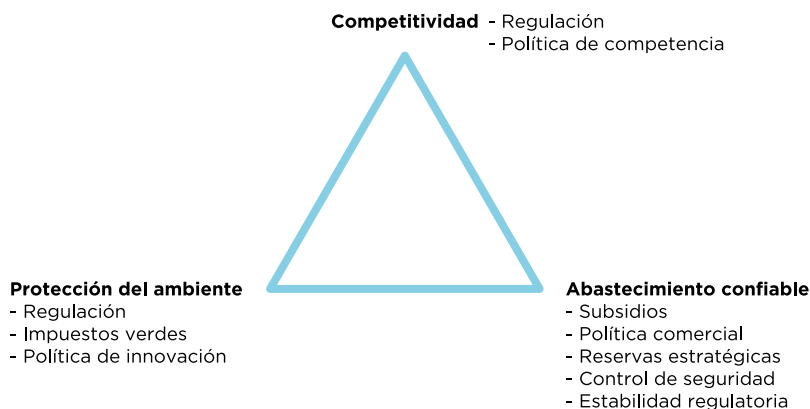 Competitividad - Regulación
- Política de competencia
Protección del ambiente
- Regulación
- Impuestos verdes
- Política de innovación
Abastecimiento confiable
- Subsidios
- Política comercial
- Reservas estratégicas
- Control de seguridad
- Estabilidad regulatoria